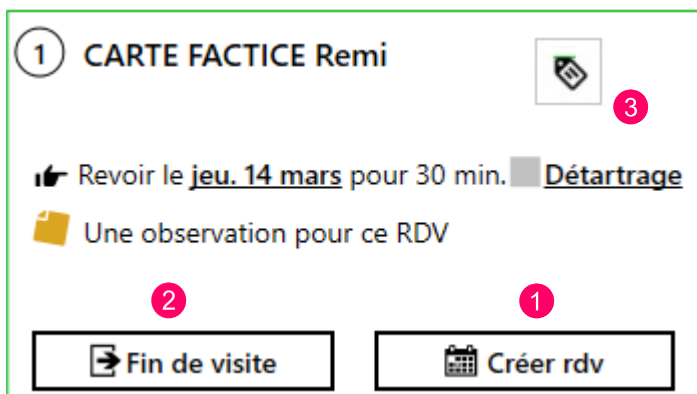 1 CARTE FACTICE Remi
3
Revoir le jeu. 14 mars pour 30 min. Détartrage
Une observation pour ce RDV
2 1
Fin de visite Créer rdv